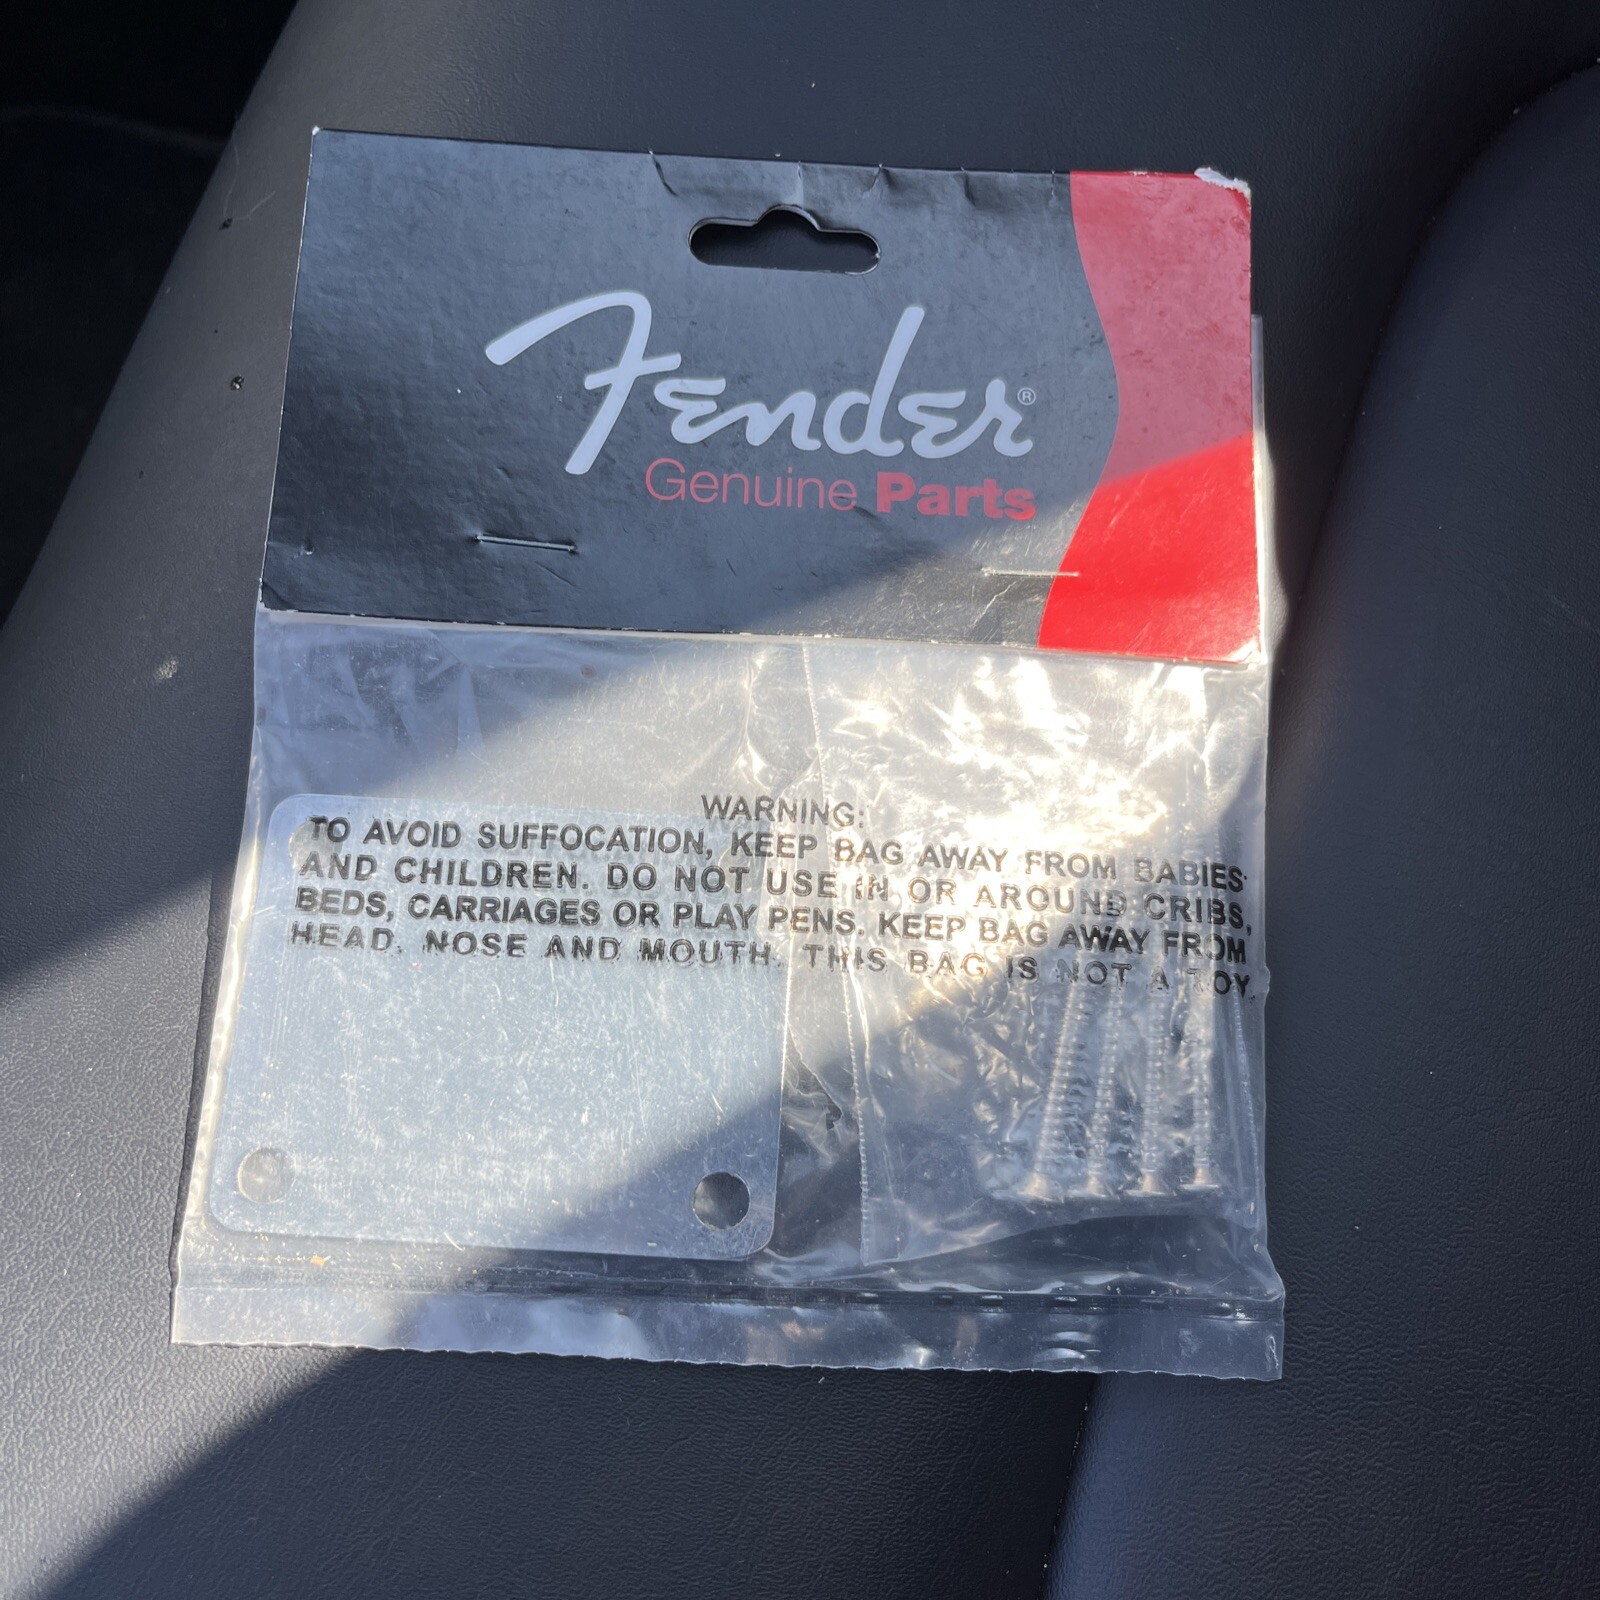 Fender®
Genuine Parts
WARNING:
TO AVOID SUFFOCATION, KEEP BAG AWAY FROM BABIES
AND CHILDREN. DO NOT USE IN OR AROUND CRIBS,
BEDS, CARRIAGES OR PLAY PENS. KEEP BAG AWAY FROM
HEAD, NOSE AND MOUTH. THIS BAG IS NOT A TOY.